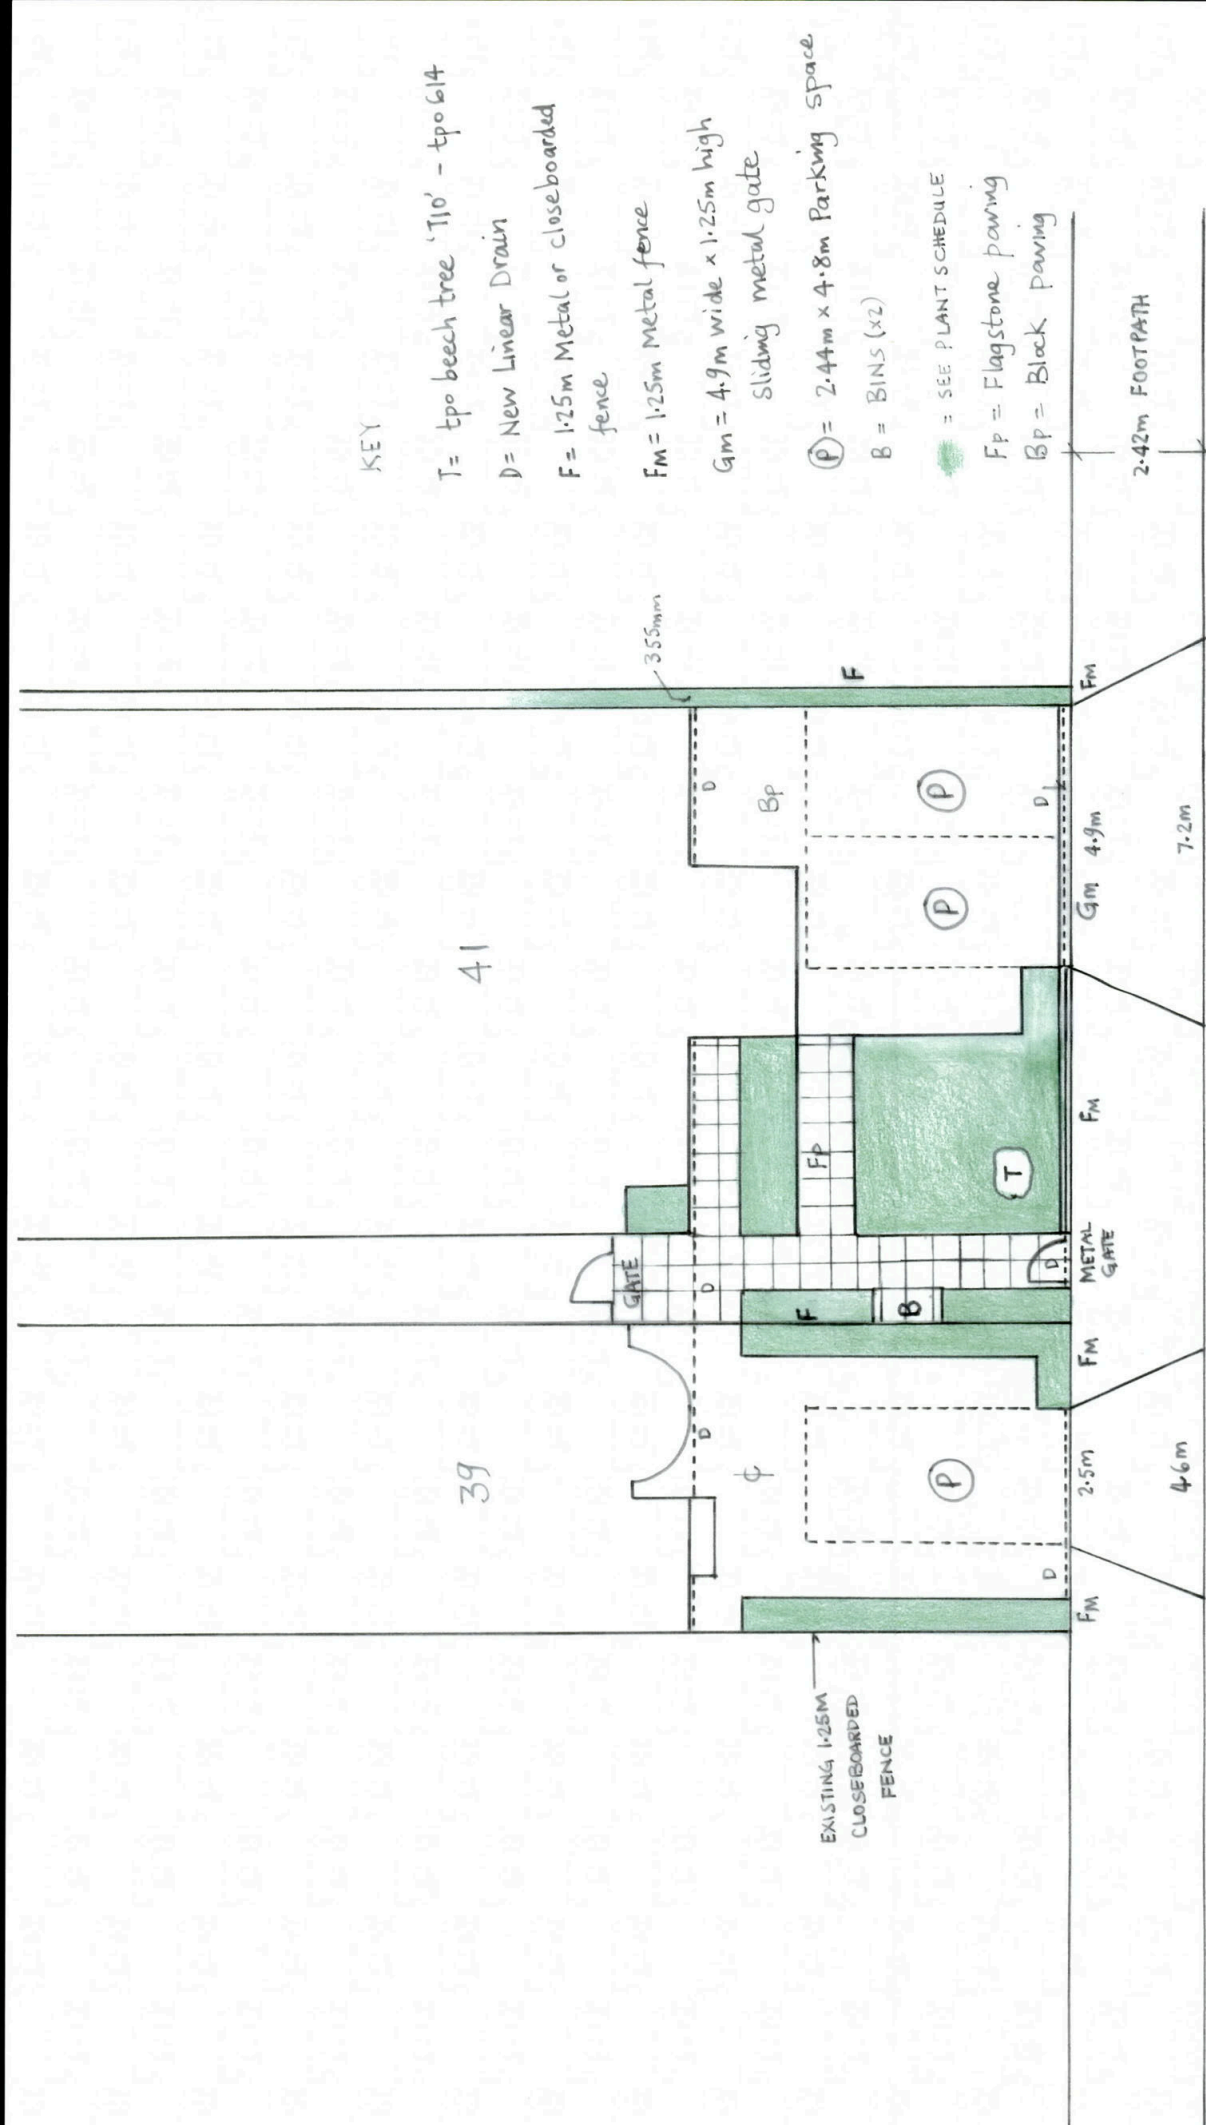 KEY
T = tpo beech tree 'T10' - tpo 614
D = New Linear Drain
F = 1.25m Metal or closeboarded
fence
FM = 1.25m metal fence
Gm = 4.9m wide x 1.25m high
Sliding metal gate
P = 2.44m x 4.8m Parking space
B = BINS (x2)
= SEE PLANT SCHEDULE
Fp = Flagstone paving
Bp = Block paving
39
41
GATE
355mm
D
D
D
Bp
F
F
Fp
B
T
P
P
P
D
D
D
EXISTING 1.25M
CLOSEBOARDED
FENCE
FM
2.5m
FM
METAL
GATE
FM
Gm 4.9m
FM
4.6m
7.2m
2.42m FOOTPATH